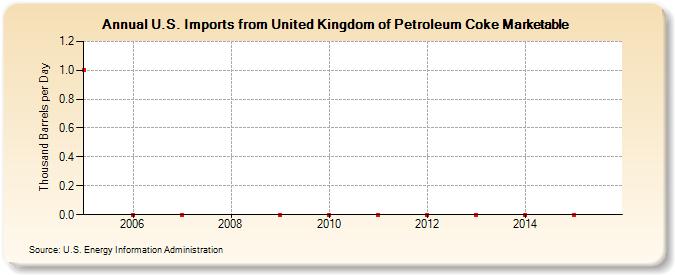 Annual U.S. Imports from United Kingdom of Petroleum Coke Marketable
Thousand Barrels per Day
1.2
1.0
0.8
0.6
0.4
0.2
0.0
2006 2008 2010 2012 2014
Source: U.S. Energy Information Administration